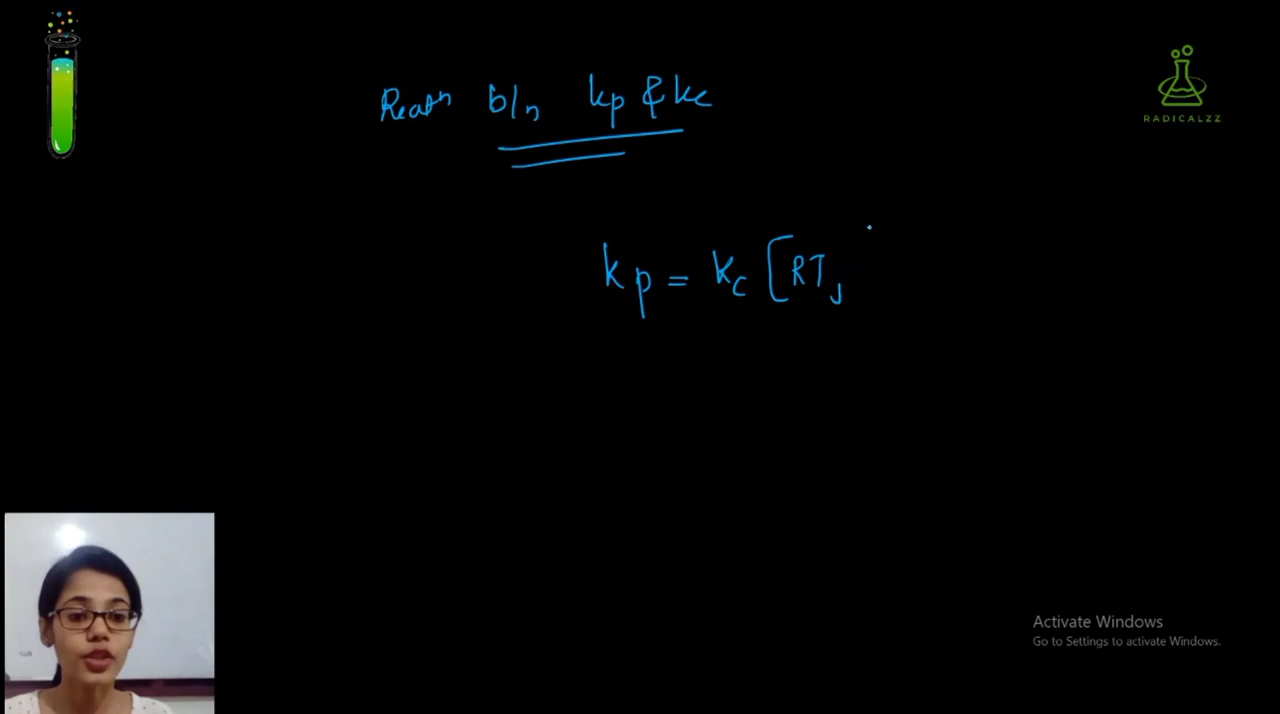 RADICALZZ
Reatn b/n kp & kc
kp = kc [RT
Activate Windows
Go to Settings to activate Windows.